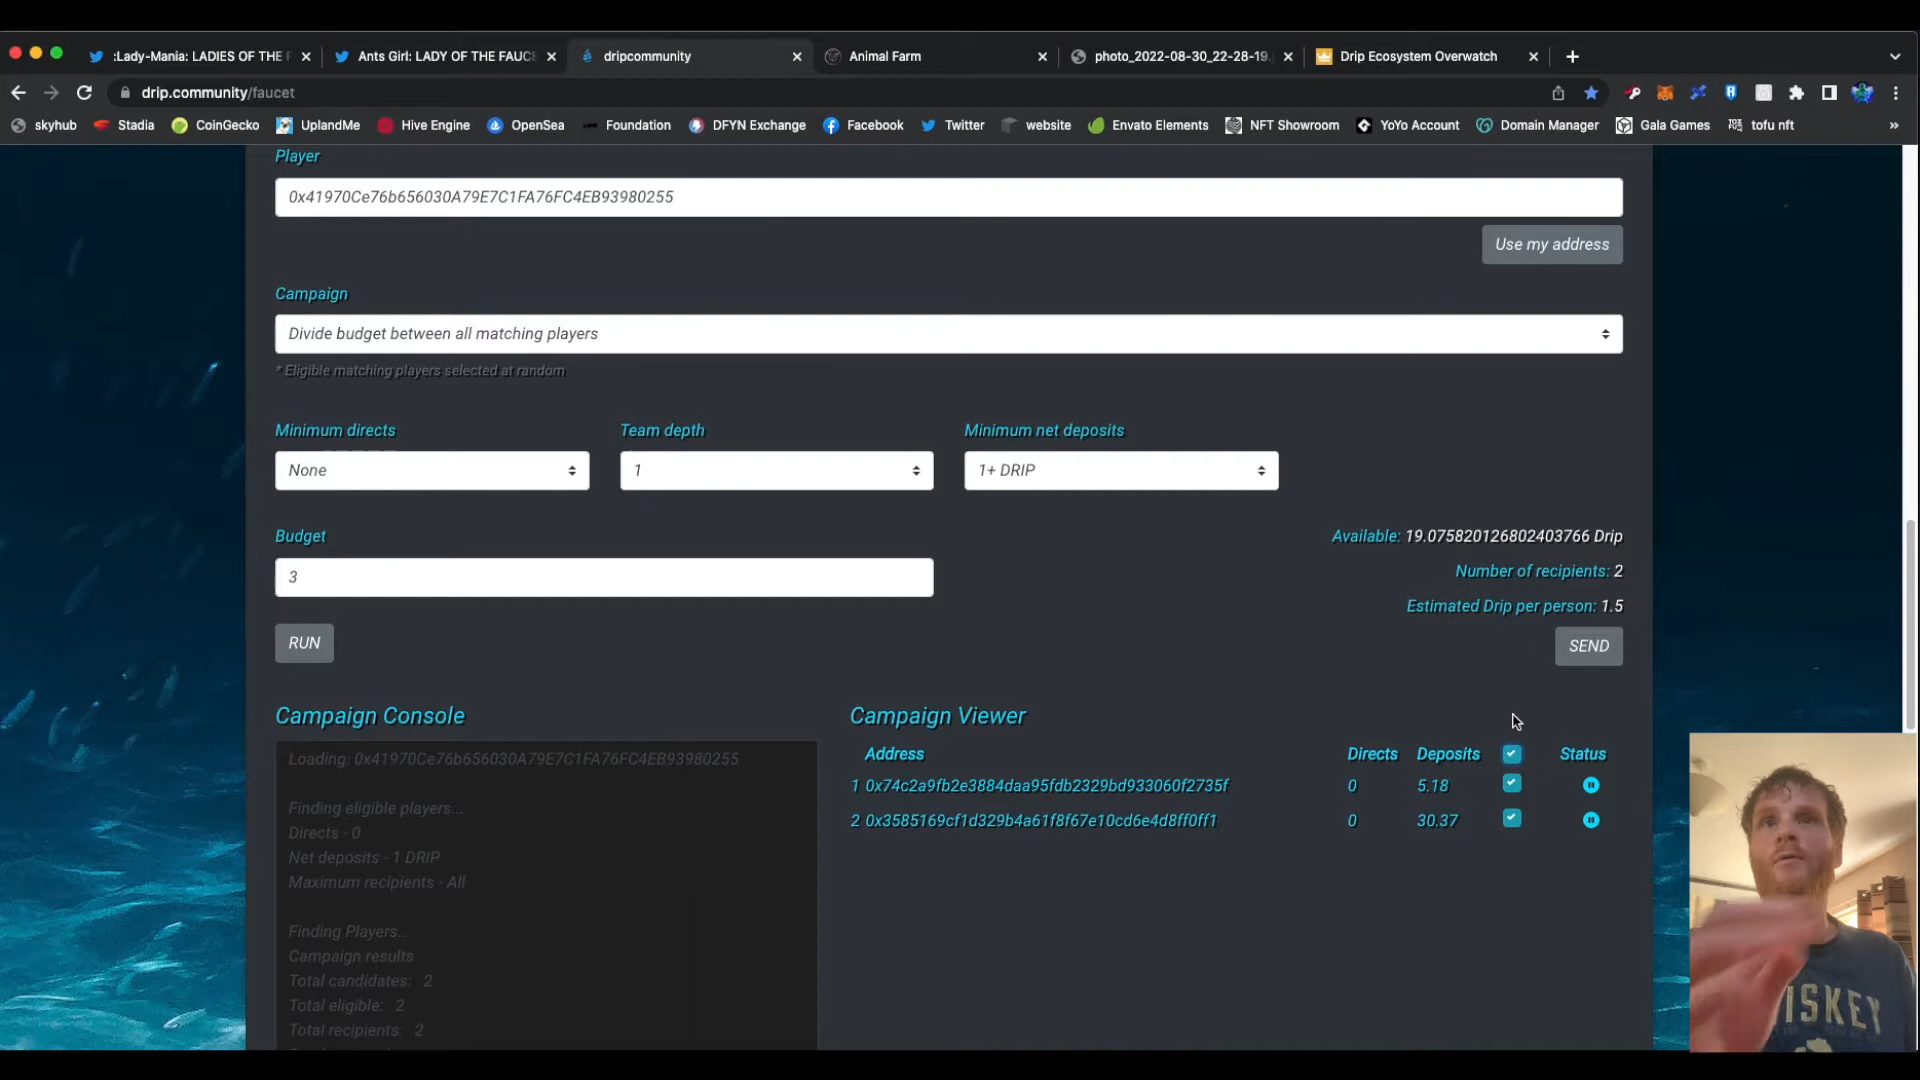 :Lady-Mania: LADIES OF THE F
Ants Girl: LADY OF THE FAUCE
dripcommunity
Animal Farm
photo_2022-08-30_22-28-19.
Drip Ecosystem Overwatch
drip.community/faucet
skyhub
Stadia
CoinGecko
UplandMe
Hive Engine
OpenSea
Foundation
DFYN Exchange
Facebook
Twitter
website
Envato Elements
NFT Showroom
YoYo Account
Domain Manager
Gala Games
tofu nft
»
Player
0x41970Ce76b656030A79E7C1FA76FC4EB93980255
Use my address
Campaign
Divide budget between all matching players
* Eligible matching players selected at random
Minimum directs
Team depth
Minimum net deposits
None
1
1+ DRIP
Budget
Available: 19.075820126802403766 Drip
3
Number of recipients: 2
Estimated Drip per person: 1.5
RUN
SEND
Campaign Console
Campaign Viewer
Loading: 0x41970Ce76b656030A79E7C1FA76FC4EB93980255
Finding eligible players...
Directs - 0
Net deposits - 1 DRIP
Maximum recipients - All
Finding Players...
Campaign results
Total candidates: 2
Total eligible: 2
Total recipients: 2
Address Directs Deposits Status
1 0x74c2a9fb2e3884daa95fdb2329bd933060f2735f 0 5.18
2 0x3585169cf1d329b4a61f8f67e10cd6e4d8ff0ff1 0 30.37
ISKEY